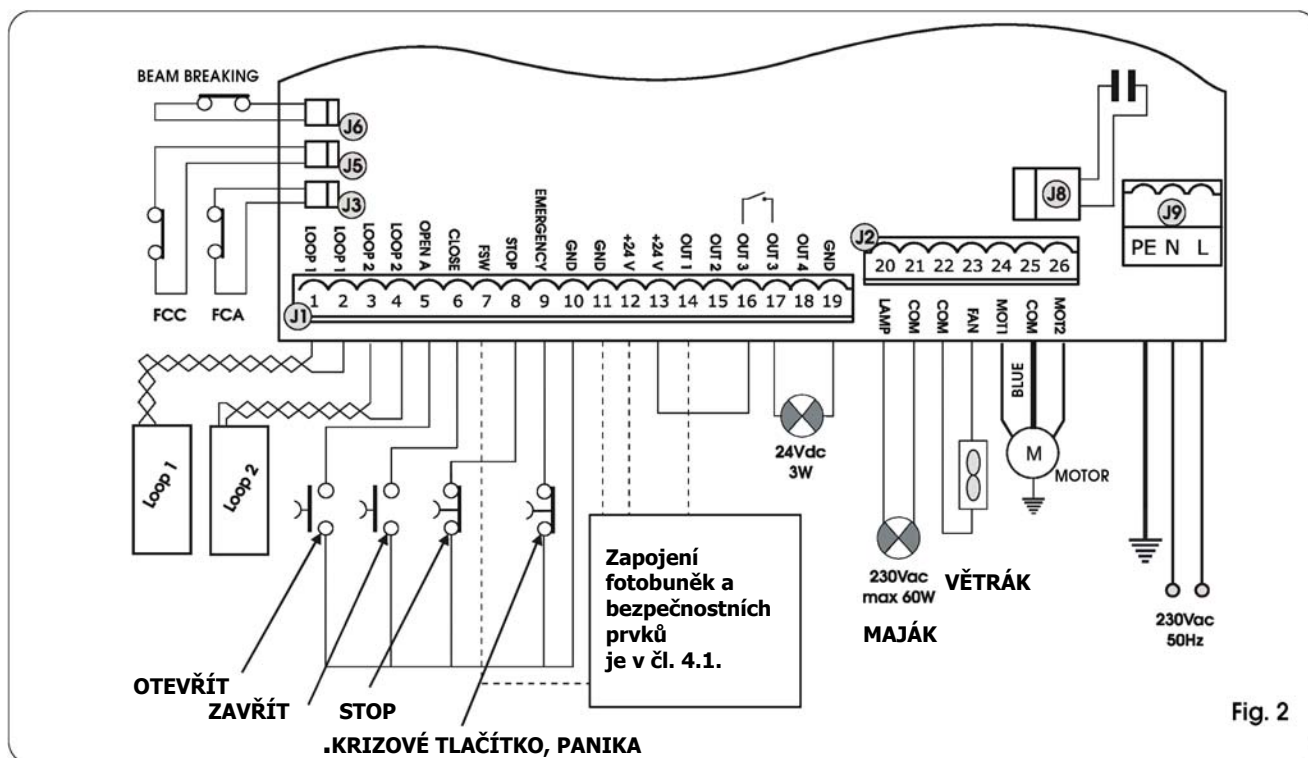 BEAM BREAKING
J6
J5
J3
FCC
FCA
LOOP 1
LOOP 1
LOOP 2
LOOP 2
OPEN A
CLOSE
FSW
STOP
EMERGENCY
GND
GND
+24 V
+24 V
OUT 1
OUT 2
OUT 3
OUT 3
OUT 4
GND
1 2 3 4 5 6 7 8 9 10 11 12 13 14 15 16 17 18 19
J1
J2
20 21 22 23 24 25 26
LAMP
COM
COM
FAN
MOT1
COM
MOT2
J8
J9
PE N L
Loop 1
Loop 2
24Vdc
3W
BLUE
M
MOTOR
230Vac
max 60W
VĚTRÁK
MAJÁK
230Vac
50Hz
Zapojení
fotobuněk a
bezpečnostních
prvků
je v čl. 4.1.
OTEVŘÍT
ZAVŘÍT
STOP
.KRIZOVÉ TLAČÍTKO, PANIKA
Fig. 2